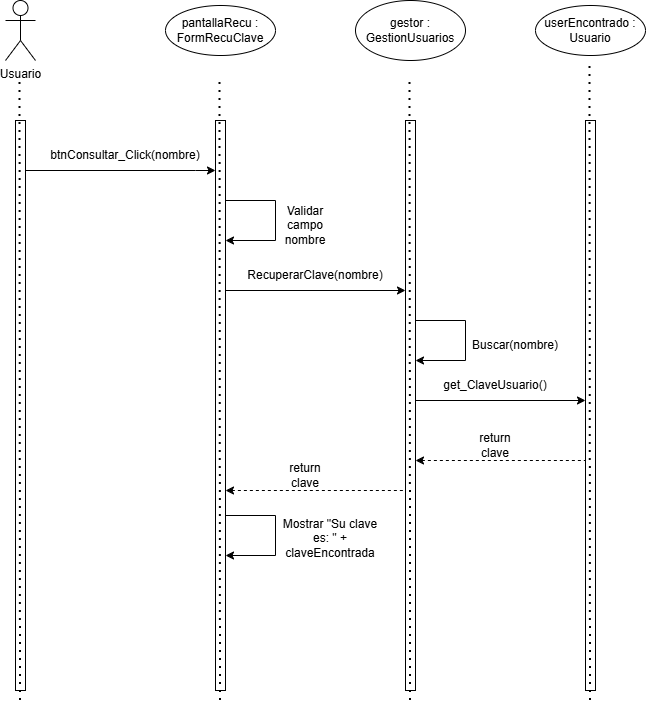 pantallaRecu :
FormRecuClave
gestor :
GestionUsuarios
userEncontrado :
Usuario
Usuario
btnConsultar_Click(nombre)
Validar
campo
nombre
RecuperarClave(nombre)
Buscar(nombre)
get_ClaveUsuario()
return
clave
return
clave
Mostrar "Su clave
es: " +
claveEncontrada